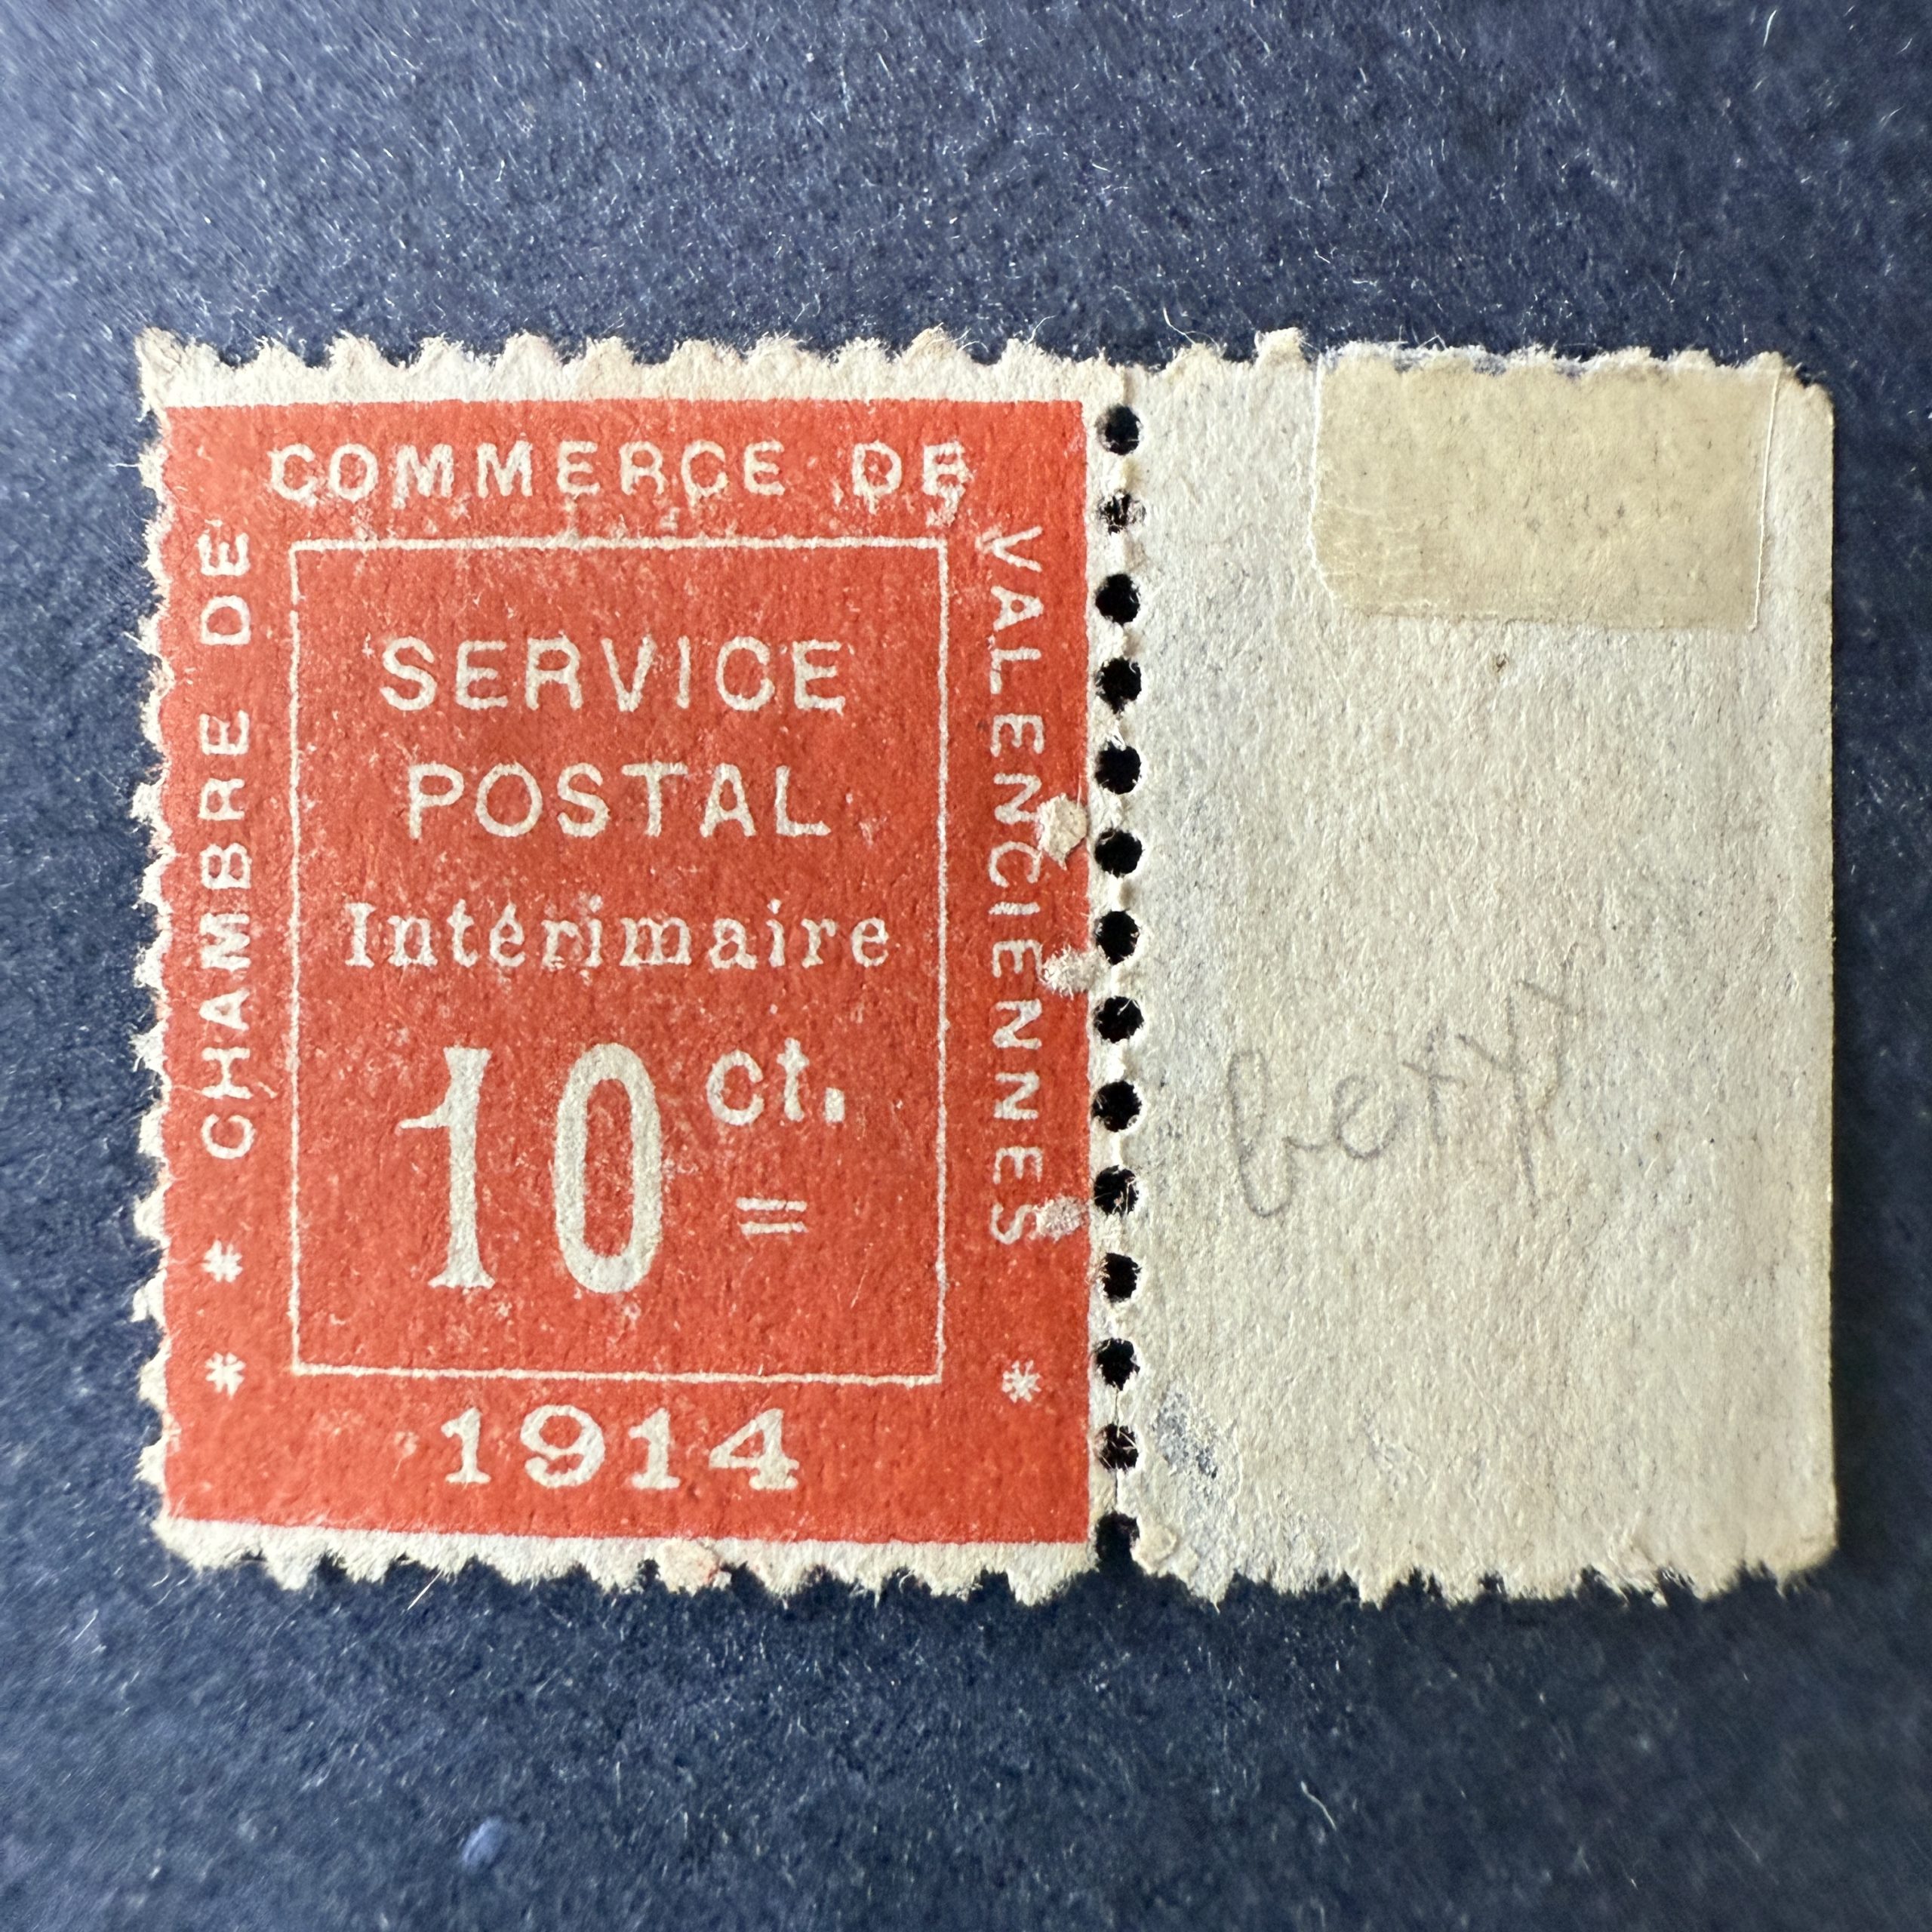 CHAMBRE DE
COMMERCE DE
VALENCIENNES
SERVICE
POSTAL
Intérimaire
10 ct.
=
* *
1914
*